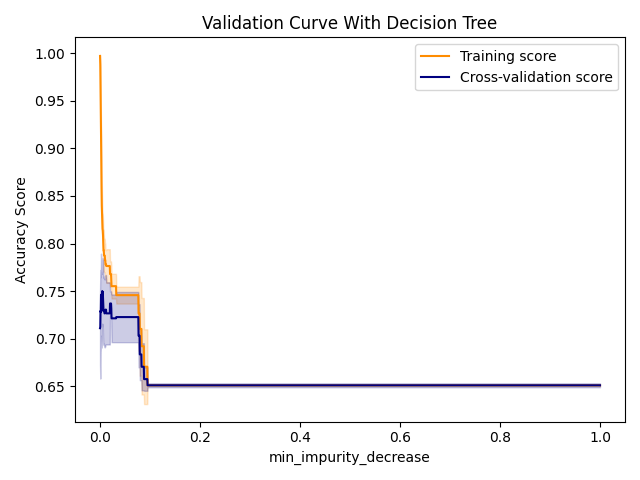 Validation Curve With Decision Tree
Training score
Cross-validation score
Accuracy Score
1.00
0.95
0.90
0.85
0.80
0.75
0.70
0.65
0.0
0.2
0.4
0.6
0.8
1.0
min_impurity_decrease